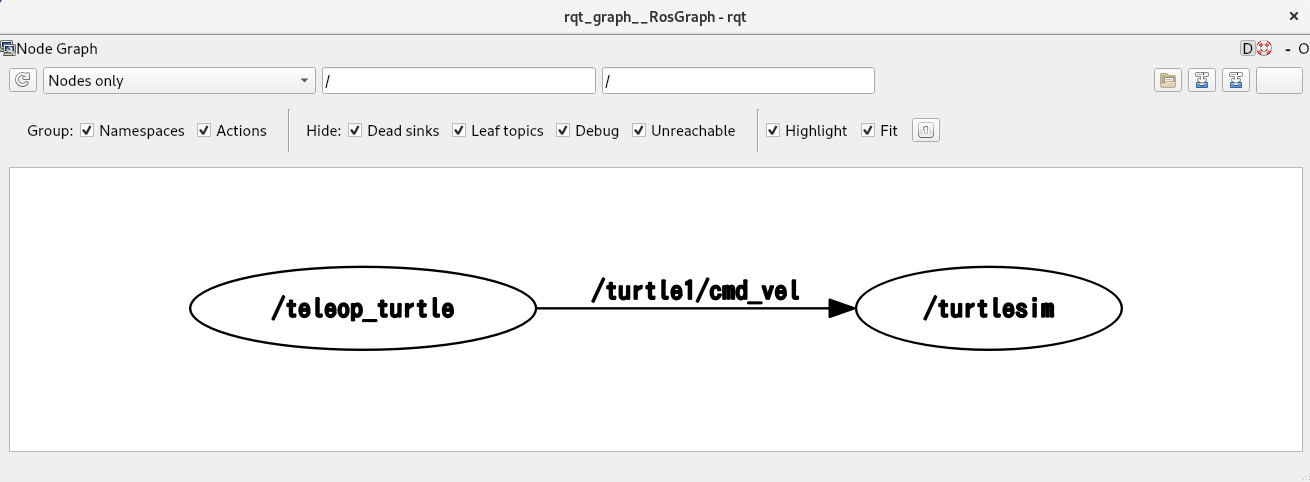 rqt_graph__RosGraph - rqt
Node Graph
D
- O
Nodes only
/
/
Group: Namespaces Actions
Hide: Dead sinks Leaf topics Debug Unreachable
Highlight Fit
/teleop_turtle
/turtle1/cmd_vel
/turtlesim